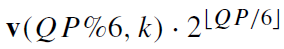 v(QP%6, k) · 2^⌊QP/6⌋